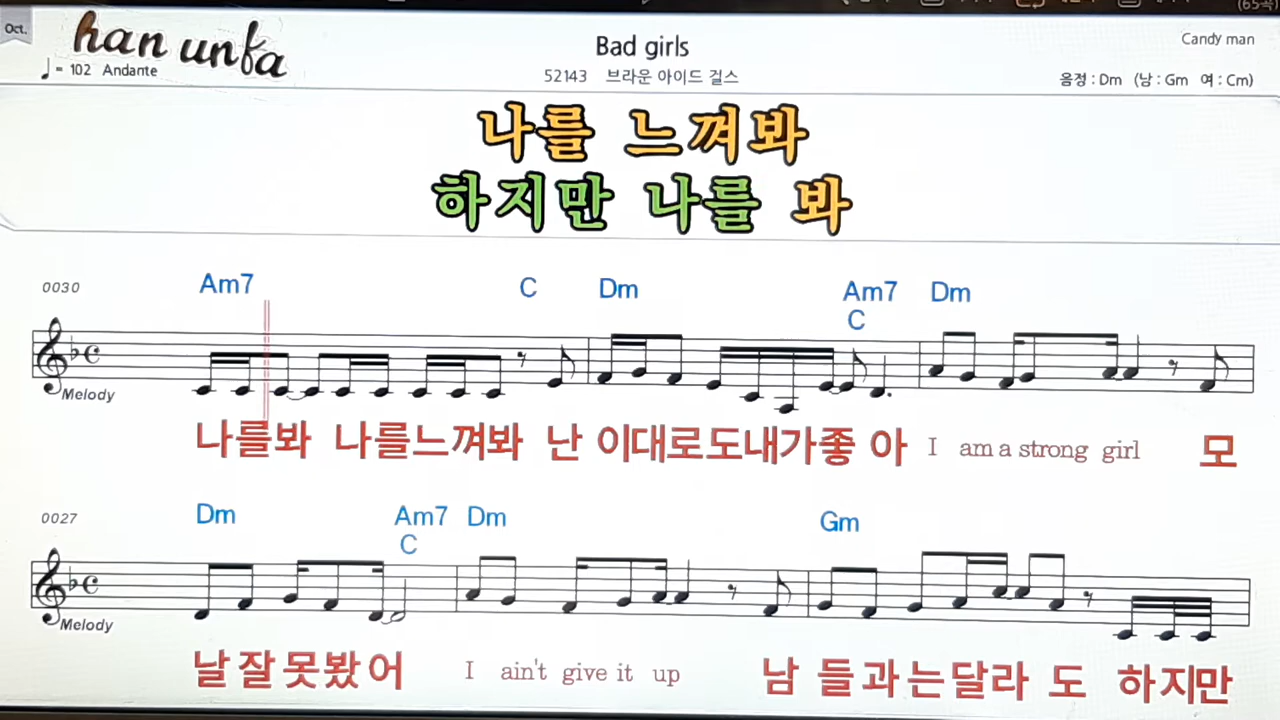 (65곡)
Oct.
han unfa
Bad girls
Candy man
♩= 102 Andante
52143 브라운 아이드 걸스
음정 : Dm (남 : Gm 여 : Cm)
나를 느껴봐
하지만 나를 봐
0030
Am7 C Dm Am7 Dm
C
Melody
나를봐 나를느껴봐 난 이대로도내가좋 아 I am a strong girl 모
0027
Dm Am7 Dm Gm
C
Melody
날잘못봤어 I ain't give it up 남 들과는달라 도 하지만